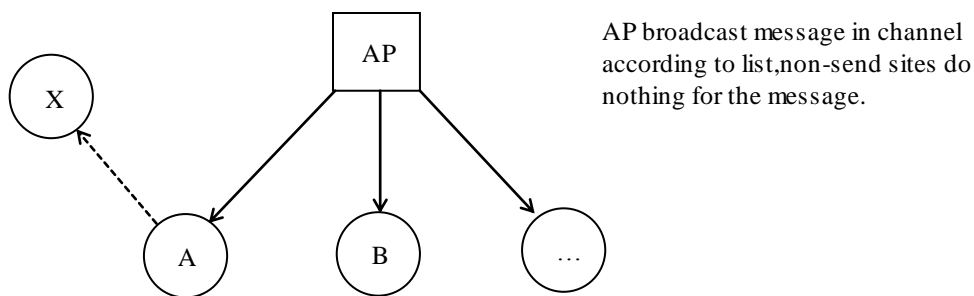 AP
AP broadcast message in channel
according to list,non-send sites do
nothing for the message.
X
A
B
...